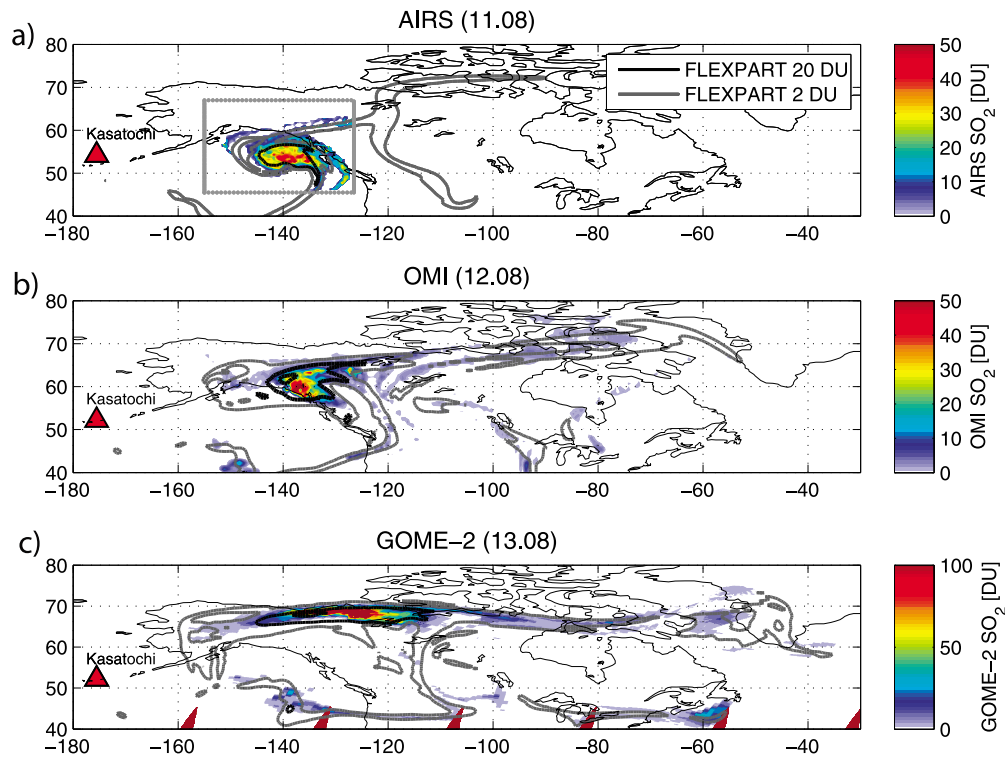 AIRS (11.08)
a)
80
70
60
50
40
Kasatochi
FLEXPART 20 DU
FLEXPART 2 DU
−180 −160 −140 −120 −100 −80 −60 −40
50
40
30
20
10
0
AIRS SO2 [DU]
OMI (12.08)
b)
80
70
60
50
40
Kasatochi
−180 −160 −140 −120 −100 −80 −60 −40
50
40
30
20
10
0
OMI SO2 [DU]
GOME−2 (13.08)
c)
80
70
60
50
40
Kasatochi
−180 −160 −140 −120 −100 −80 −60 −40
100
50
0
GOME−2 SO2 [DU]